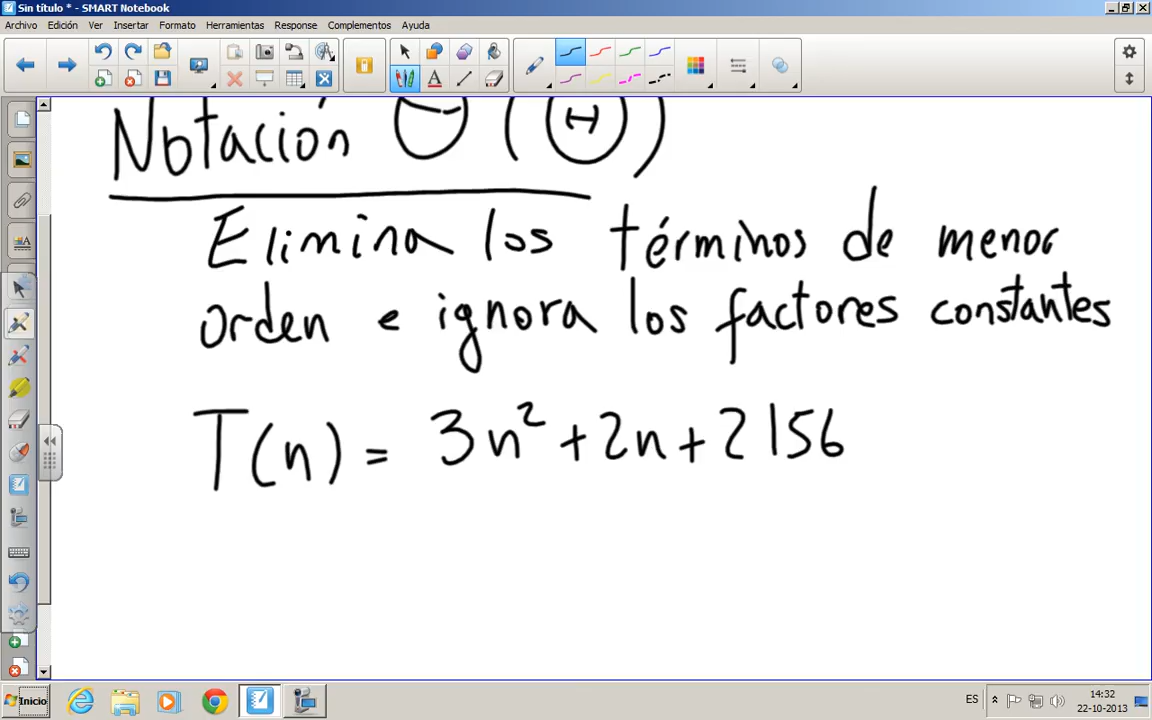 Sin título * - SMART Notebook
Archivo Edición Ver Insertar Formato Herramientas Response Complementos Ayuda
Notación Θ (Θ)
Elimina los términos de menor
orden e ignora los factores constantes
T(n) = 3n² + 2n + 2156
Inicio
ES
14:32
22-10-2013